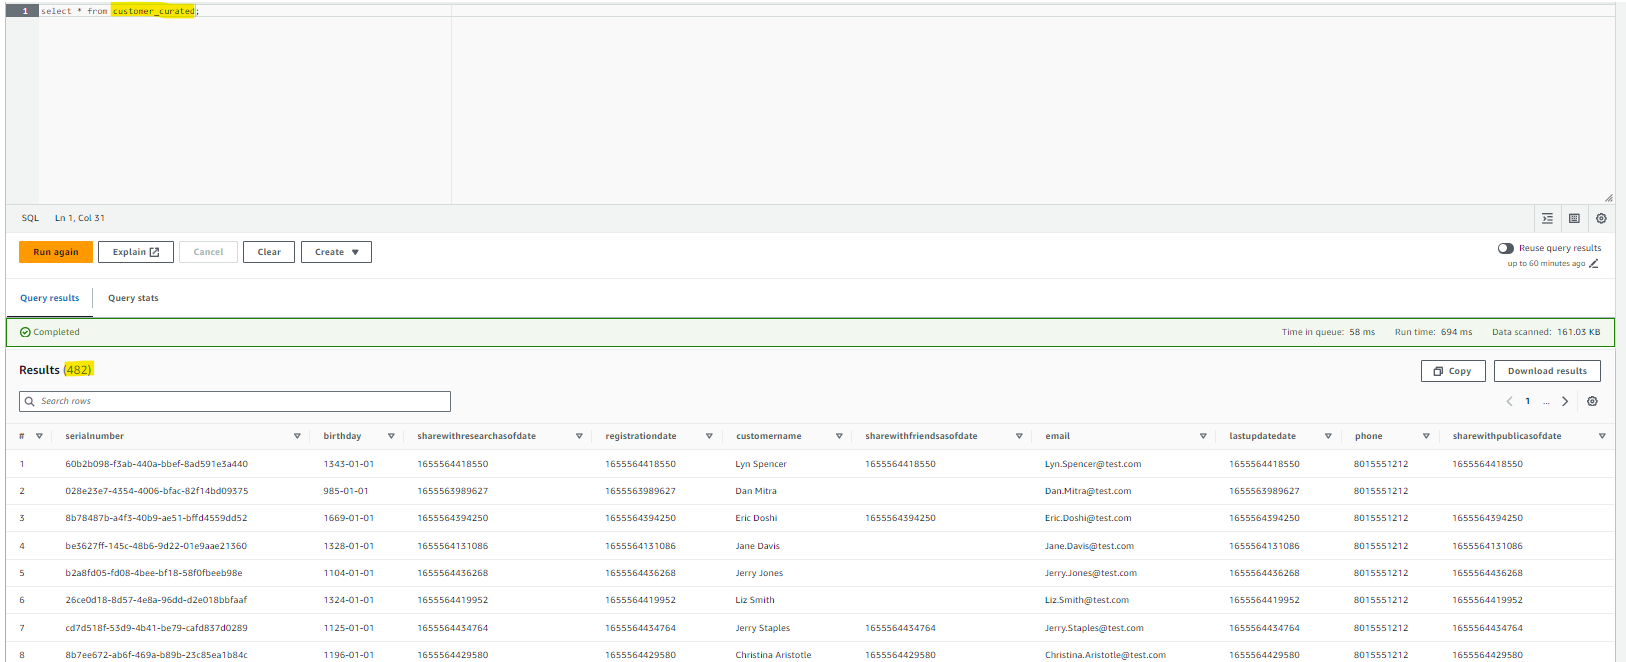 1 select * from customer_curated;
SQL Ln 1, Col 31
Run again Explain Cancel Clear Create Reuse query results
up to 60 minutes ago
Query results Query stats
Completed Time in queue: 58 ms Run time: 694 ms Data scanned: 161.03 KB
Results (482) Copy Download results
Search rows 1 ...
# serialnumber birthday sharewithresearchasofdate registrationdate customername sharewithfriendsasofdate email lastupdatedate phone sharewithpublicasofdate
1 60b2b098-f3ab-440a-bbef-8ad591e3a440 1343-01-01 1655564418550 1655564418550 Lyn Spencer 1655564418550 Lyn.Spencer@test.com 1655564418550 8015551212 1655564418550
2 028e23e7-4354-4006-bfac-82f14bd09375 985-01-01 1655563989627 1655563989627 Dan Mitra Dan.Mitra@test.com 1655563989627 8015551212
3 8b78487b-a4f3-40b9-ae51-bffd4559dd52 1669-01-01 1655564394250 1655564394250 Eric Doshi 1655564394250 Eric.Doshi@test.com 1655564394250 8015551212 1655564394250
4 be3627ff-145c-48b6-9d22-01e9aae21360 1328-01-01 1655564131086 1655564131086 Jane Davis Jane.Davis@test.com 1655564131086 8015551212 1655564131086
5 b2a8fd05-fd08-4bee-bf18-58f0fbeeb98e 1104-01-01 1655564436268 1655564436268 Jerry Jones Jerry.Jones@test.com 1655564436268 8015551212 1655564436268
6 26ce0d18-8d57-4e8a-96dd-d2e018bbfaaf 1324-01-01 1655564419952 1655564419952 Liz Smith Liz.Smith@test.com 1655564419952 8015551212 1655564419952
7 cd7d518f-53d9-4b41-be79-cafd837d0289 1125-01-01 1655564434764 1655564434764 Jerry Staples 1655564434764 Jerry.Staples@test.com 1655564434764 8015551212 1655564434764
8 8b7ee672-ab6f-469a-b89b-23c85ea1b84c 1196-01-01 1655564429580 1655564429580 Christina Aristotle 1655564429580 Christina.Aristotle@test.com 1655564429580 8015551212 1655564429580